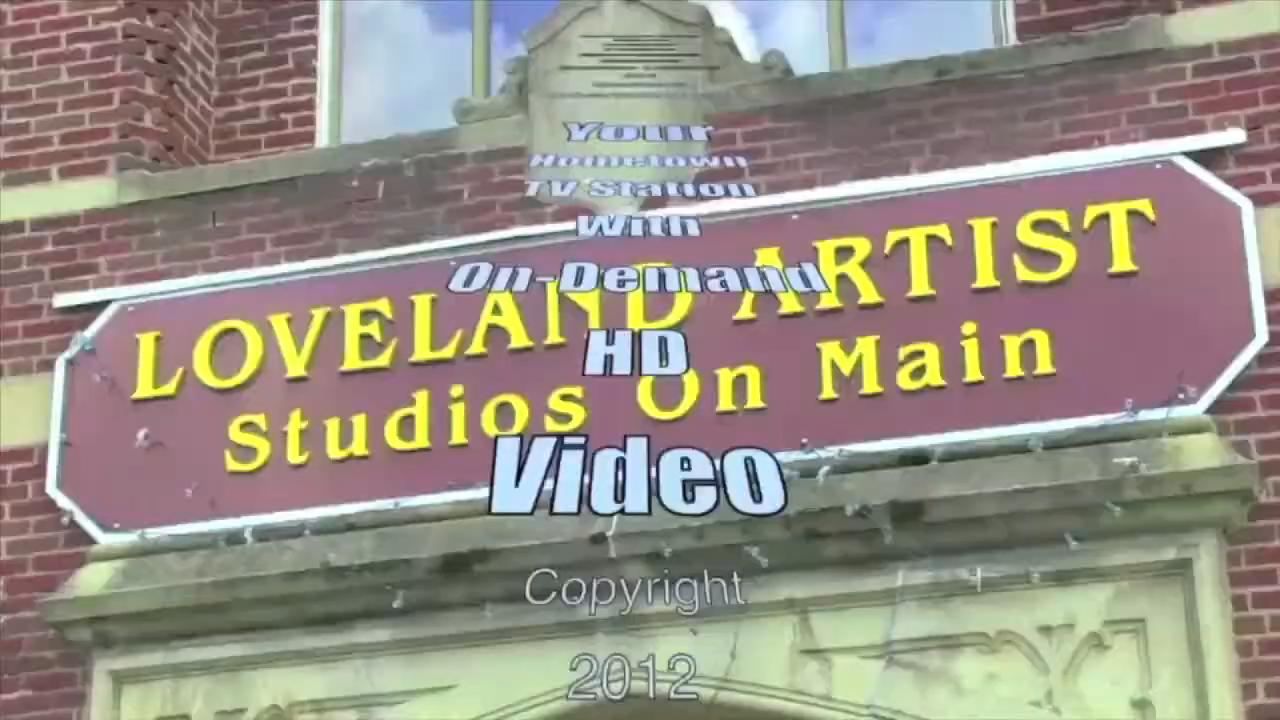 Your
Hometown
TV Station
With
On-Demand
HD
Video
LOVELAND ARTIST
Studios On Main
Copyright
2012